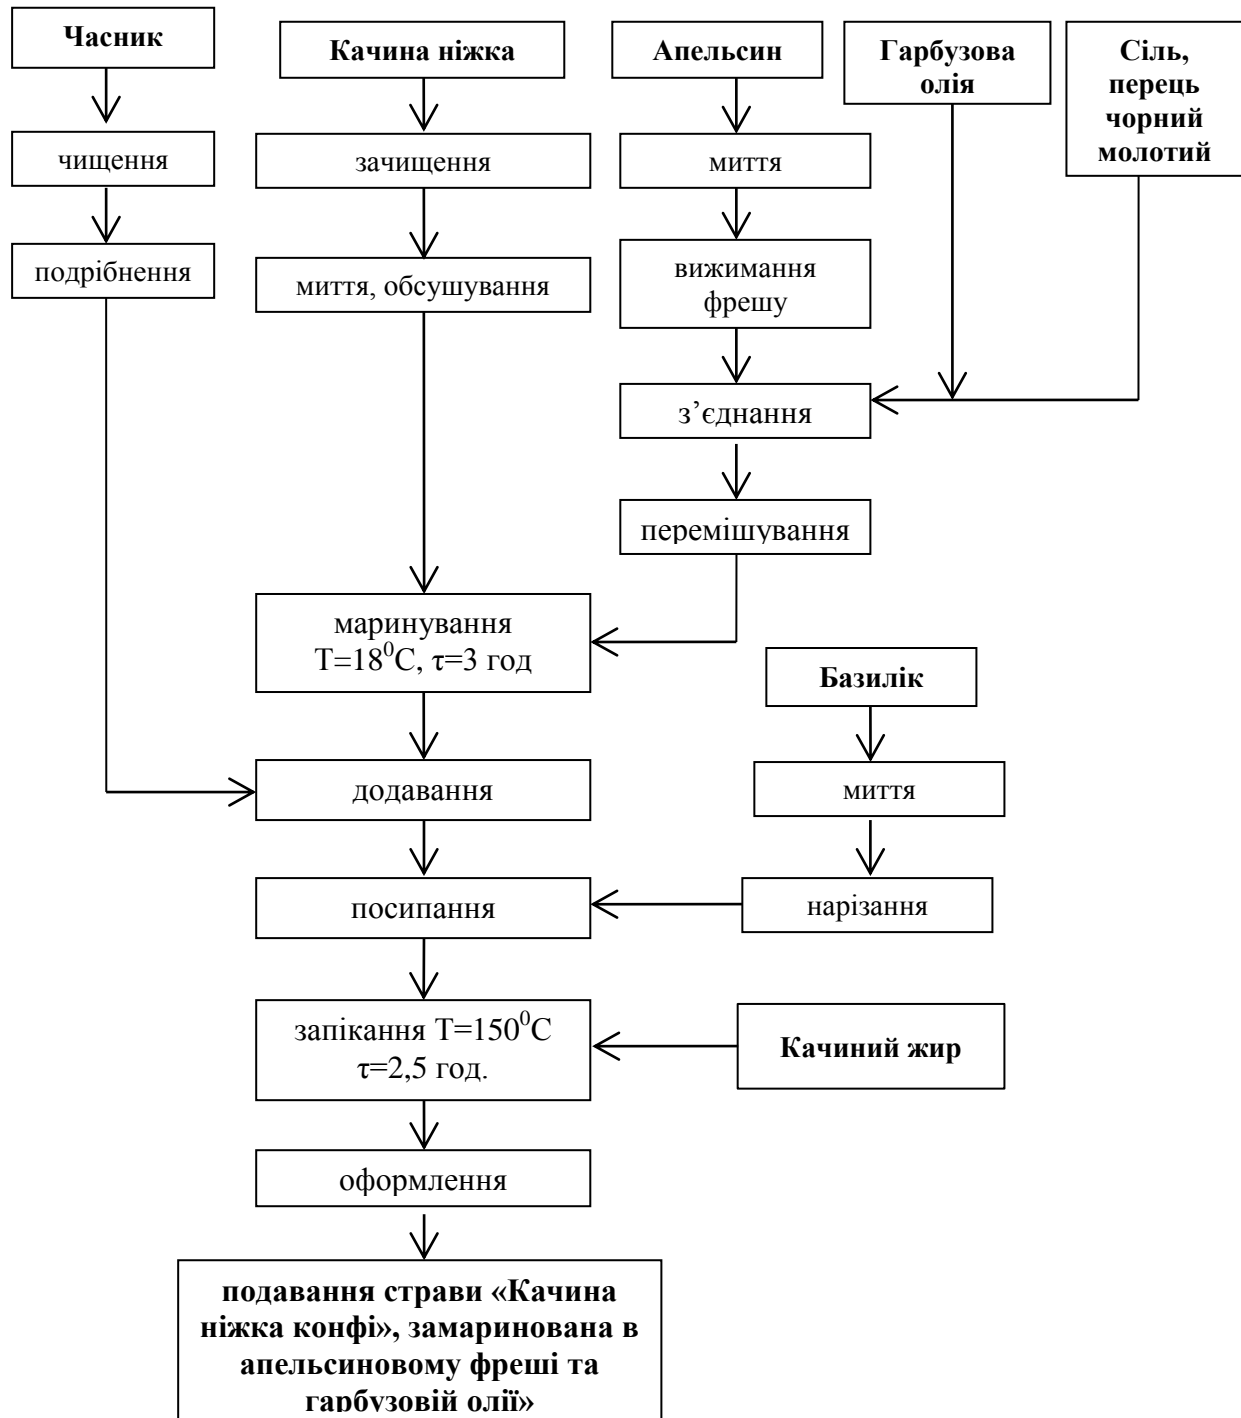 Часник
Качина ніжка
Апельсин
Гарбузова
олія
Сіль,
перець
чорний
молотий
чищення
зачищення
миття
подрібнення
миття, обсушування
вижимання
фрешу
з’єднання
перемішування
маринування
Т=18⁰С, τ=3 год
Базилік
додавання
миття
посипання
нарізання
запікання Т=150⁰С
τ=2,5 год.
Качиний жир
оформлення
подавання страви «Качина
ніжка конфі», замаринована в
апельсиновому фреші та
гарбузовій олії»